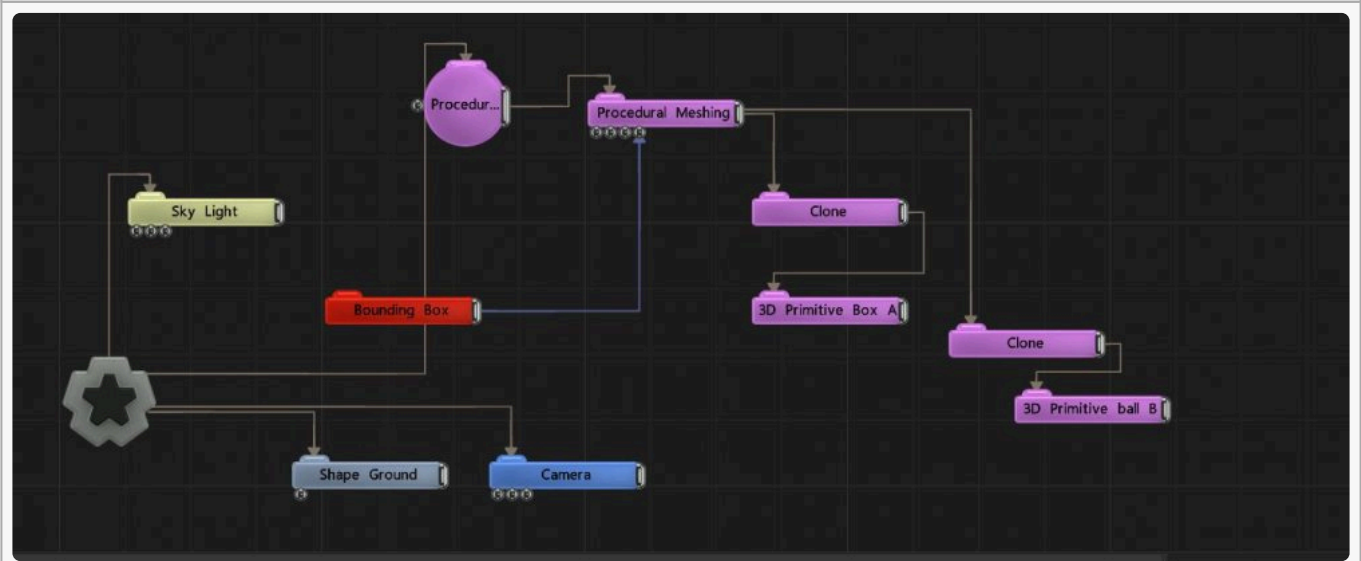 Procedur...
Procedural Meshing
Sky Light
Clone
Bounding Box
3D Primitive Box A
Clone
3D Primitive ball B
Shape Ground
Camera